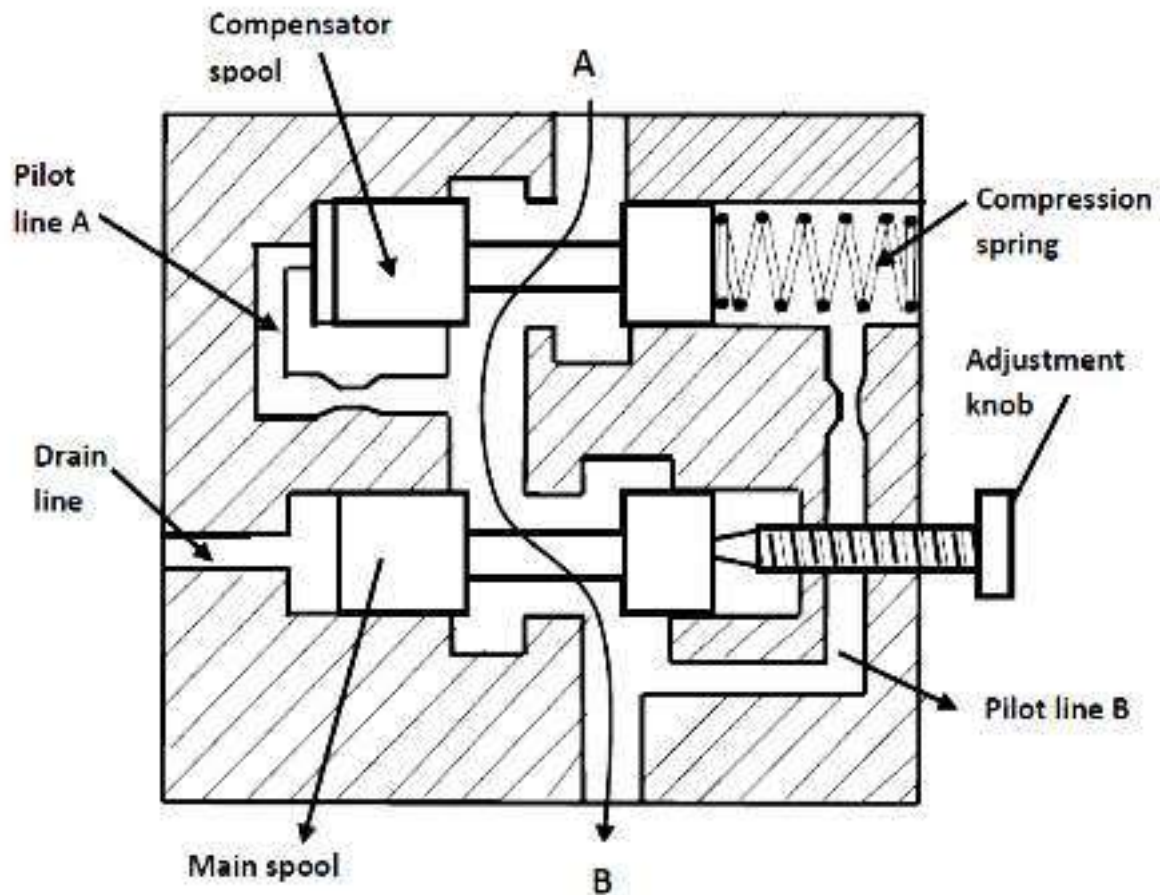 Compensator
spool
A
Pilot
line A
Compression
spring
Adjustment
knob
Drain
line
Pilot line B
Main spool
B